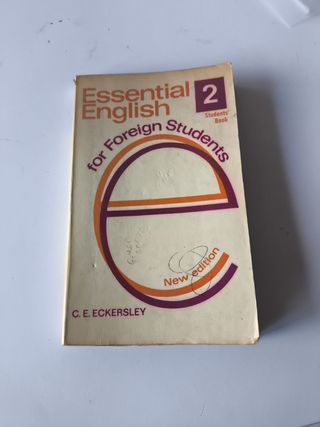 Essential
English
2
Students'
Book
for Foreign Students
New edition
C. E. ECKERSLEY